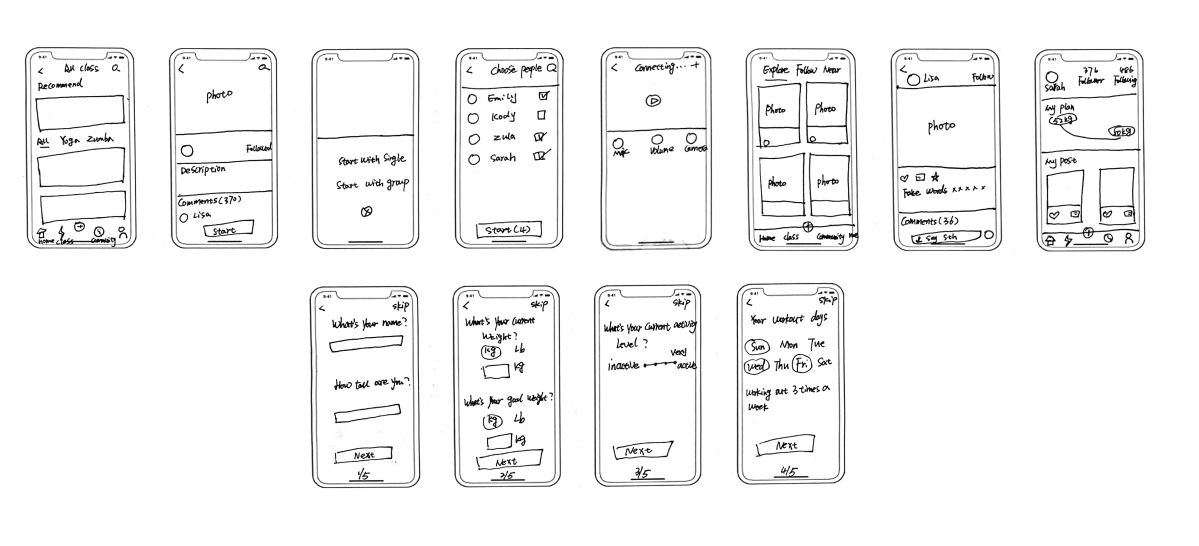 9:41
All class
Recommend
All Yoga Zumba
Home class community
9:41
Photo
Followed
Description
Comments(370)
Lisa
Start
9:41
Start with Single
Start with group
9:41
Choose people
Emily
Kody
Zula
Sarah
Start (4)
9:41
Connecting... +
Music Volume Camera
9:41
Explore Follow Near
Photo Photo
Photo photo
Home class Community me
9:41
Lisa Follow
Photo
Fake words x x x x x
Comments(36)
Say sth
9:41
376 486
Sarah Follower Following
My plan
52kg
My post
9:41
skip
What's your name?
How tall are you?
Next
1/5
9:41
skip
What's Your Current
Weight?
kg Lb
kg
What's Your goal Weight?
kg Lb
kg
Next
2/5
9:41
skip
What's Your Current activity
Level ?
very
inactive active
Next
3/5
9:41
skip
Your workout days
Sun Mon Tue
Wed Thu Fri Sat
Working out 3 times a
week
Next
4/5